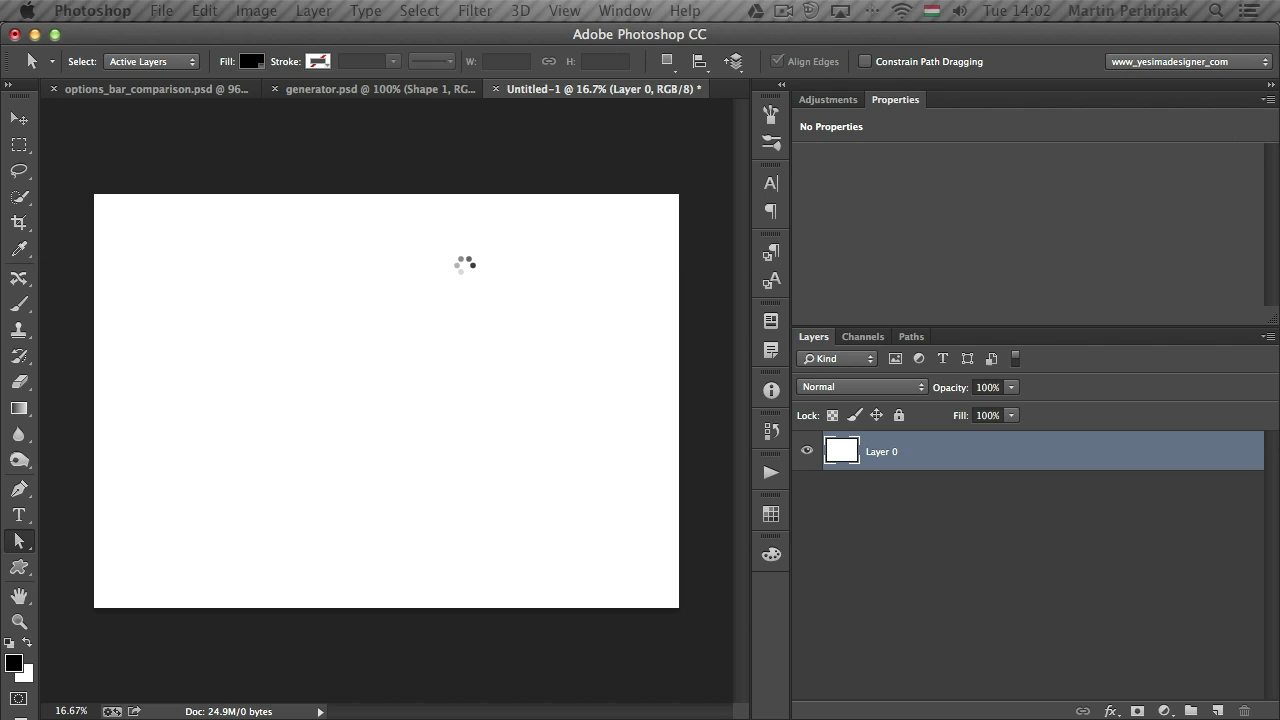 Photoshop File Edit Image Layer Type Select Filter 3D View Window Help Tue 14:02 Martin Perhiniak
Adobe Photoshop CC
Select: Active Layers Fill: Stroke: W: H: Align Edges Constrain Path Dragging www_yesimadesigner_com
options_bar_comparison.psd @ 96... generator.psd @ 100% (Shape 1, RG... Untitled-1 @ 16.7% (Layer 0, RGB/8) *
Adjustments Properties
No Properties
Layers Channels Paths
Kind
Normal Opacity: 100%
Lock: Fill: 100%
Layer 0
16.67% Doc: 24.9M/0 bytes